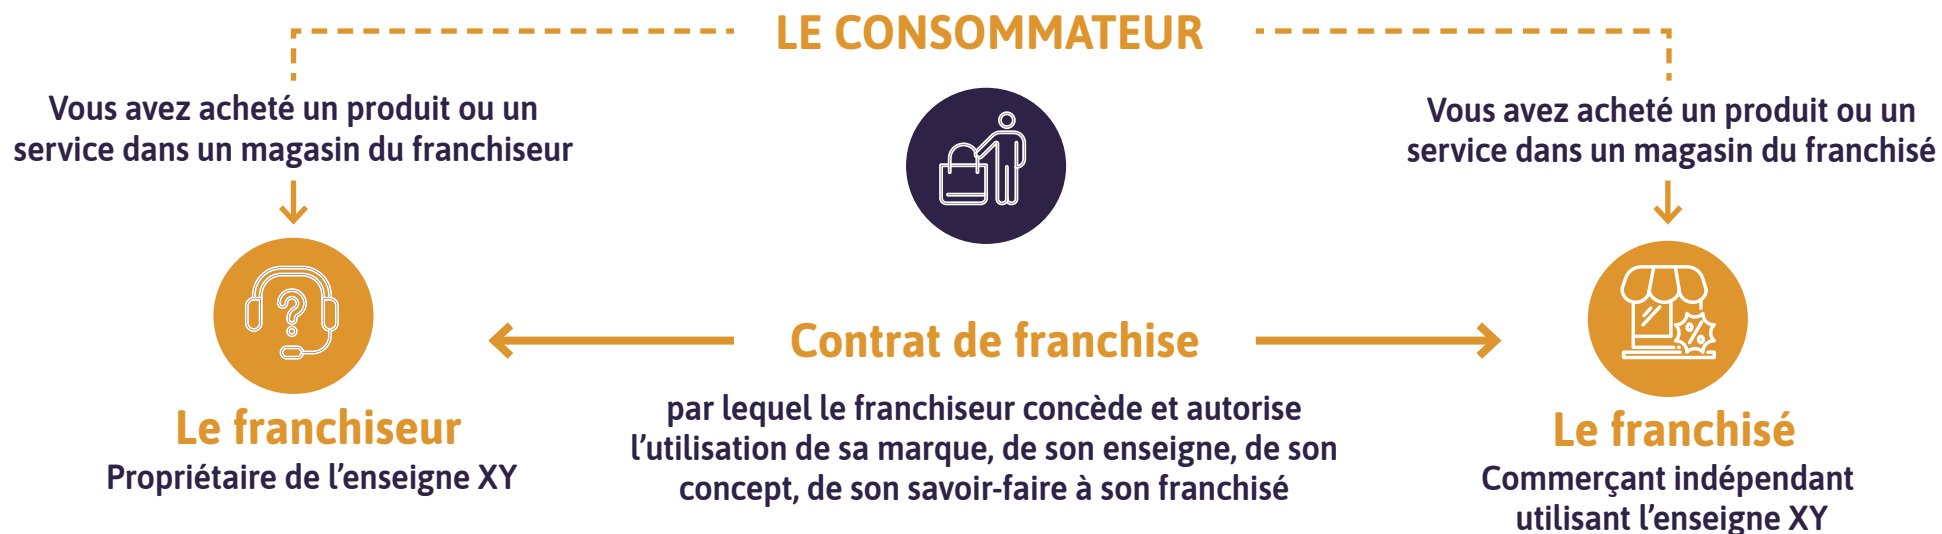 LE CONSOMMATEUR
Vous avez acheté un produit ou un
service dans un magasin du franchiseur
Vous avez acheté un produit ou un
service dans un magasin du franchisé
?
%
Contrat de franchise
par lequel le franchiseur concède et autorise
l’utilisation de sa marque, de son enseigne, de son
concept, de son savoir-faire à son franchisé
Le franchiseur
Propriétaire de l’enseigne XY
Le franchisé
Commerçant indépendant
utilisant l’enseigne XY